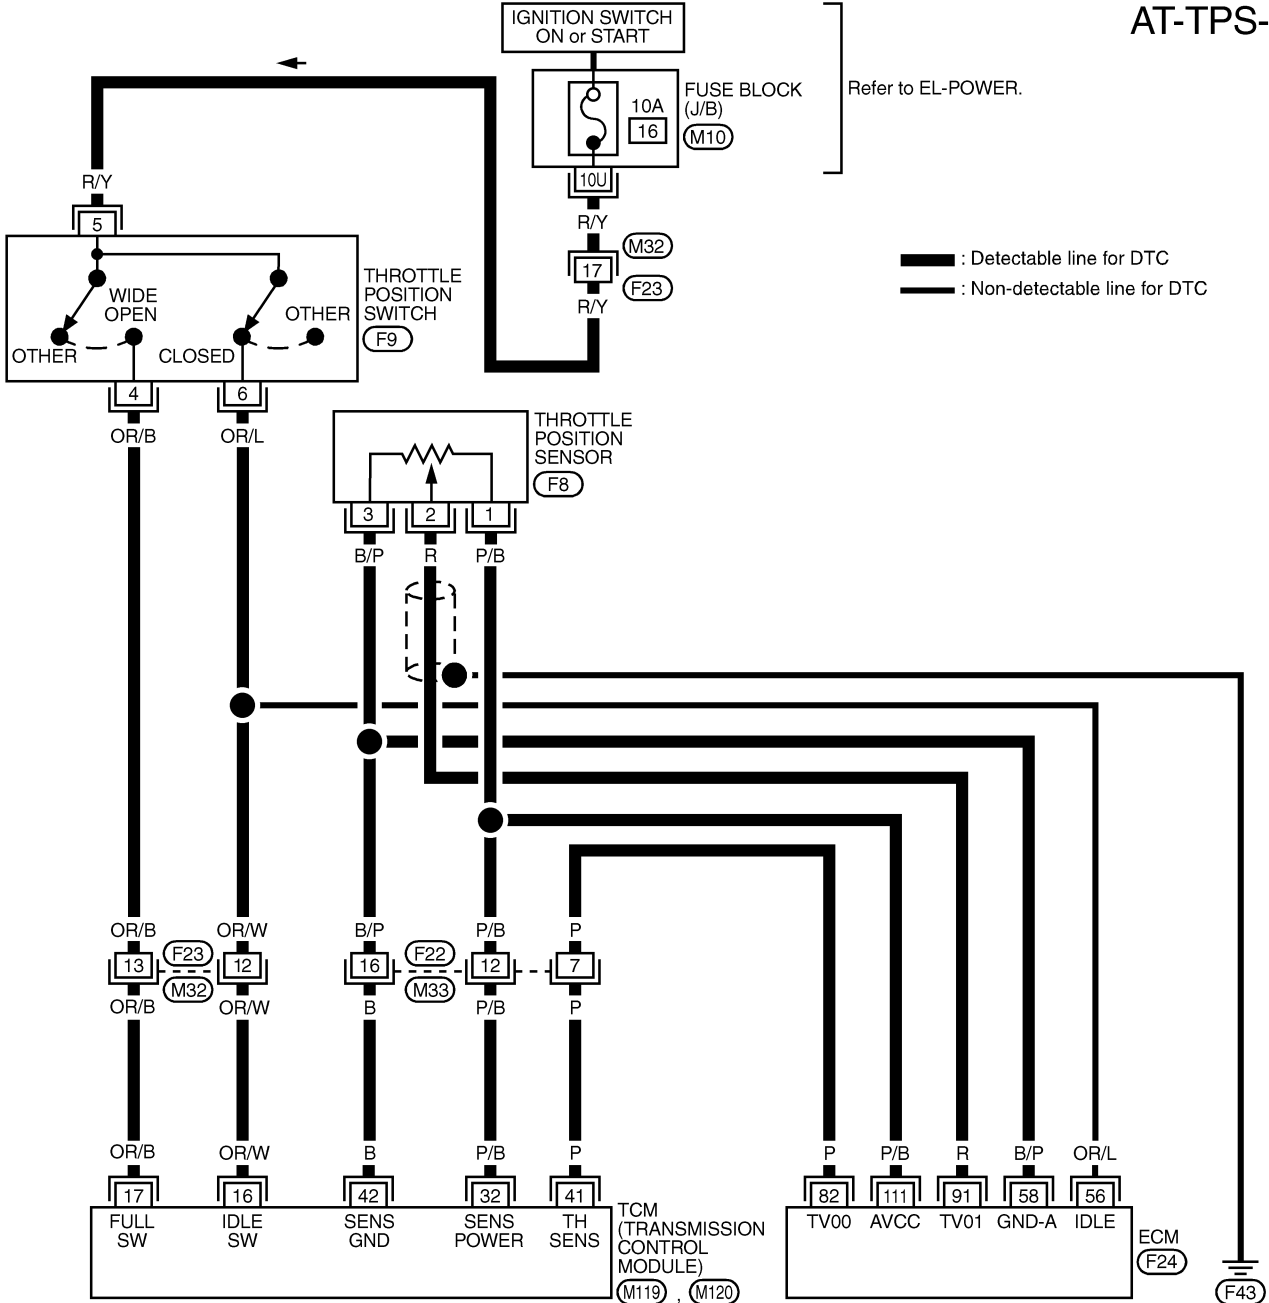 AT-TPS-
IGNITION SWITCH
ON or START
FUSE BLOCK
(J/B)
M10
10A
16
10U
Refer to EL-POWER.
R/Y
R/Y
M32
17
F23
R/Y
5
THROTTLE
POSITION
SWITCH
F9
WIDE
OPEN
OTHER
OTHER
CLOSED
: Detectable line for DTC
: Non-detectable line for DTC
4 6
OR/B OR/L
THROTTLE
POSITION
SENSOR
F8
3 2 1
B/P R P/B
OR/B OR/W B/P P/B P
13 F23 12 16 F22 12 7
M32 M33
OR/B OR/W B P/B P
OR/B OR/W B P/B P P P/B R B/P OR/L
17 16 42 32 41 82 111 91 58 56
FULL
SW
IDLE
SW
SENS
GND
SENS
POWER
TH
SENS
TCM
(TRANSMISSION
CONTROL
MODULE)
M119 , M120
TV00 AVCC TV01 GND-A IDLE
ECM
F24
F43